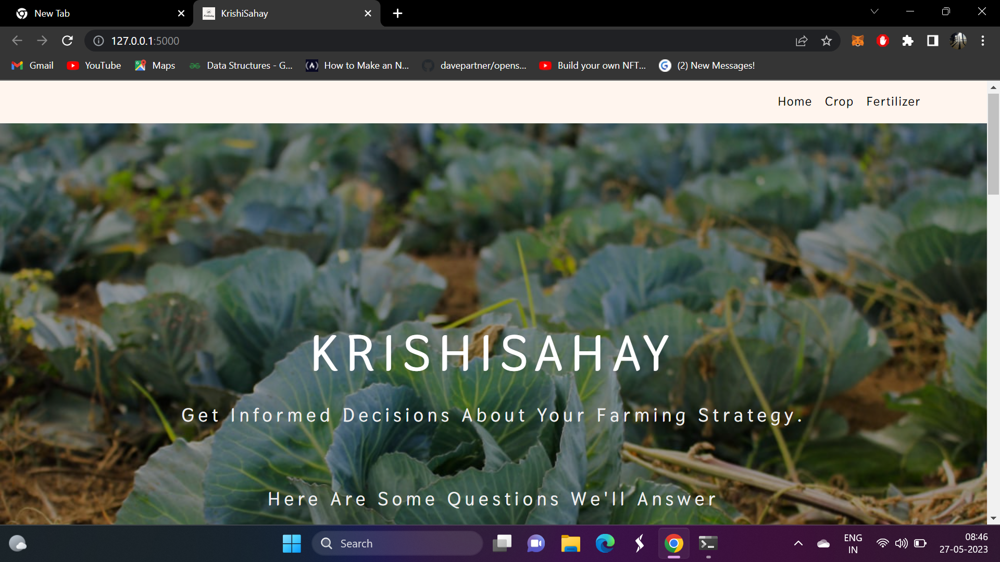 New Tab
KrishiSahay
127.0.0.1:5000
Gmail
YouTube
Maps
Data Structures - G...
How to Make an N...
davepartner/opens...
Build your own NFT...
(2) New Messages!
Home
Crop
Fertilizer
KRISHISAHAY
Get Informed Decisions About Your Farming Strategy.
Here Are Some Questions We'll Answer
Search
ENG
IN
08:46
27-05-2023